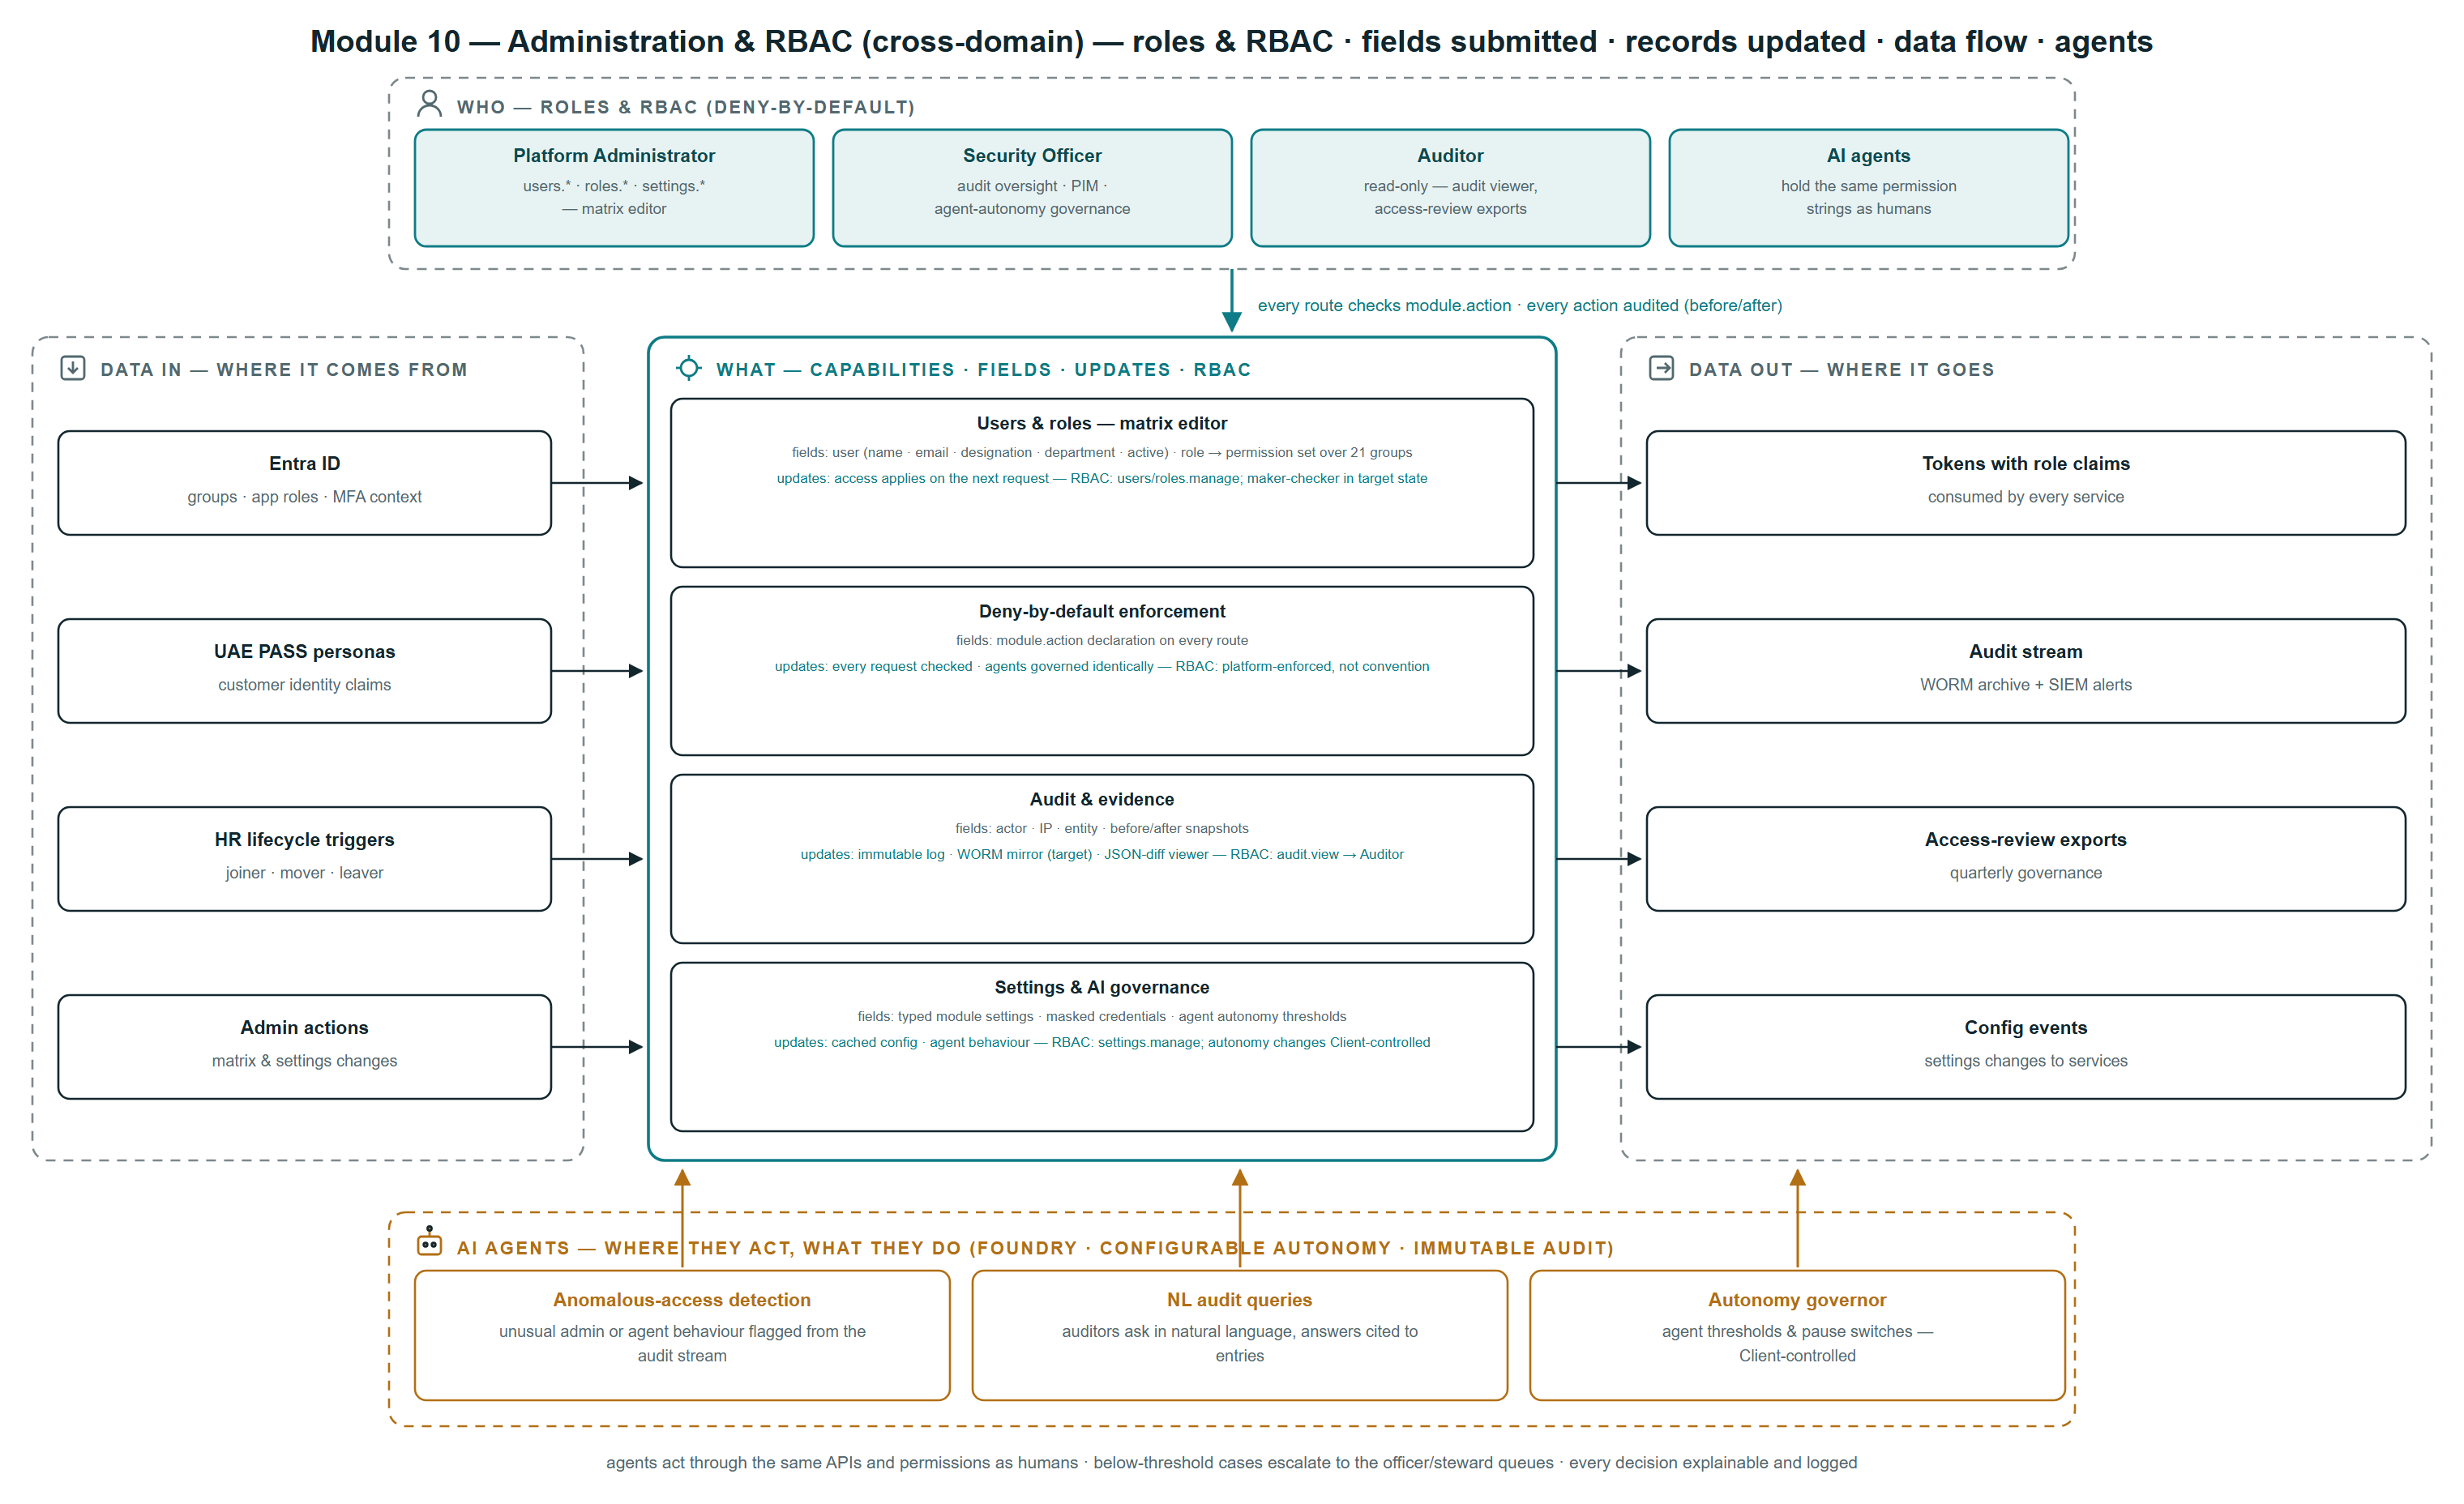 Module 10 — Administration & RBAC (cross-domain) — roles & RBAC · fields submitted · records updated · data flow · agents
WHO — ROLES & RBAC (DENY-BY-DEFAULT)
Platform Administrator
users.* · roles.* · settings.*
— matrix editor
Security Officer
audit oversight · PIM ·
agent-autonomy governance
Auditor
read-only — audit viewer,
access-review exports
AI agents
hold the same permission
strings as humans
every route checks module.action · every action audited (before/after)
DATA IN — WHERE IT COMES FROM
Entra ID
groups · app roles · MFA context
UAE PASS personas
customer identity claims
HR lifecycle triggers
joiner · mover · leaver
Admin actions
matrix & settings changes
WHAT — CAPABILITIES · FIELDS · UPDATES · RBAC
Users & roles — matrix editor
fields: user (name · email · designation · department · active) · role → permission set over 21 groups
updates: access applies on the next request — RBAC: users/roles.manage; maker-checker in target state
Deny-by-default enforcement
fields: module.action declaration on every route
updates: every request checked · agents governed identically — RBAC: platform-enforced, not convention
Audit & evidence
fields: actor · IP · entity · before/after snapshots
updates: immutable log · WORM mirror (target) · JSON-diff viewer — RBAC: audit.view → Auditor
Settings & AI governance
fields: typed module settings · masked credentials · agent autonomy thresholds
updates: cached config · agent behaviour — RBAC: settings.manage; autonomy changes Client-controlled
DATA OUT — WHERE IT GOES
Tokens with role claims
consumed by every service
Audit stream
WORM archive + SIEM alerts
Access-review exports
quarterly governance
Config events
settings changes to services
AI AGENTS — WHERE THEY ACT, WHAT THEY DO (FOUNDRY · CONFIGURABLE AUTONOMY · IMMUTABLE AUDIT)
Anomalous-access detection
unusual admin or agent behaviour flagged from the
audit stream
NL audit queries
auditors ask in natural language, answers cited to
entries
Autonomy governor
agent thresholds & pause switches —
Client-controlled
agents act through the same APIs and permissions as humans · below-threshold cases escalate to the officer/steward queues · every decision explainable and logged